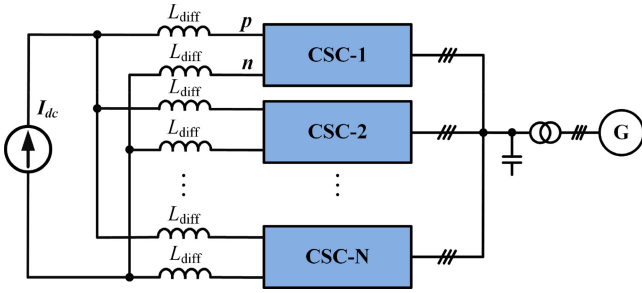 L_diff p
CSC-1
L_diff n
I_dc
L_diff
CSC-2
L_diff
G
⋮ ⋮
L_diff
CSC-N
L_diff